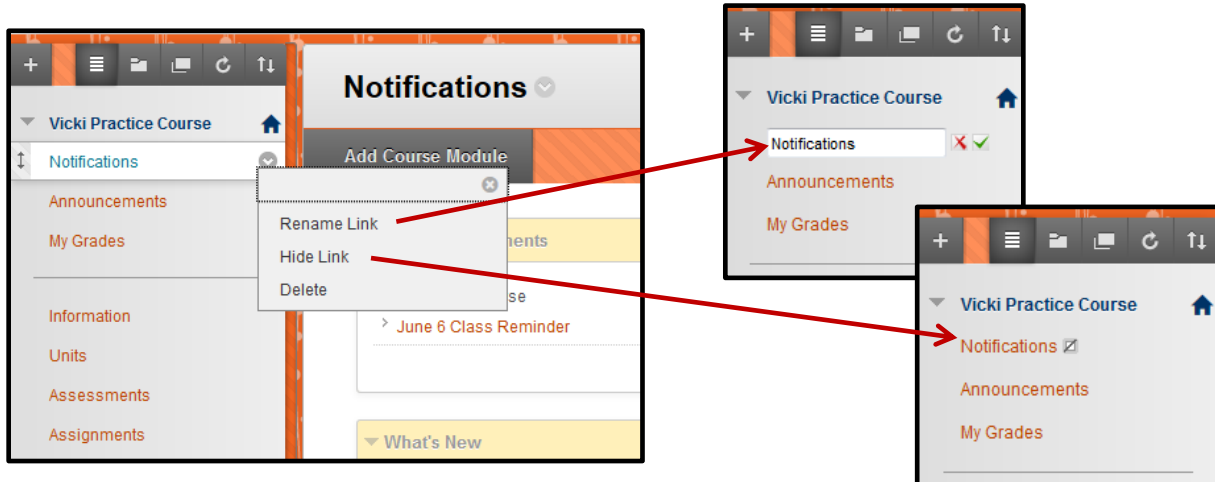 Vicki Practice Course
Notifications
Announcements
My Grades
Information
Units
Assessments
Assignments
Notifications
Add Course Module
Rename Link
Hide Link
Delete
ments
se
> June 6 Class Reminder
What's New
Vicki Practice Course
Notifications
Announcements
My Grades
Vicki Practice Course
Notifications
Announcements
My Grades